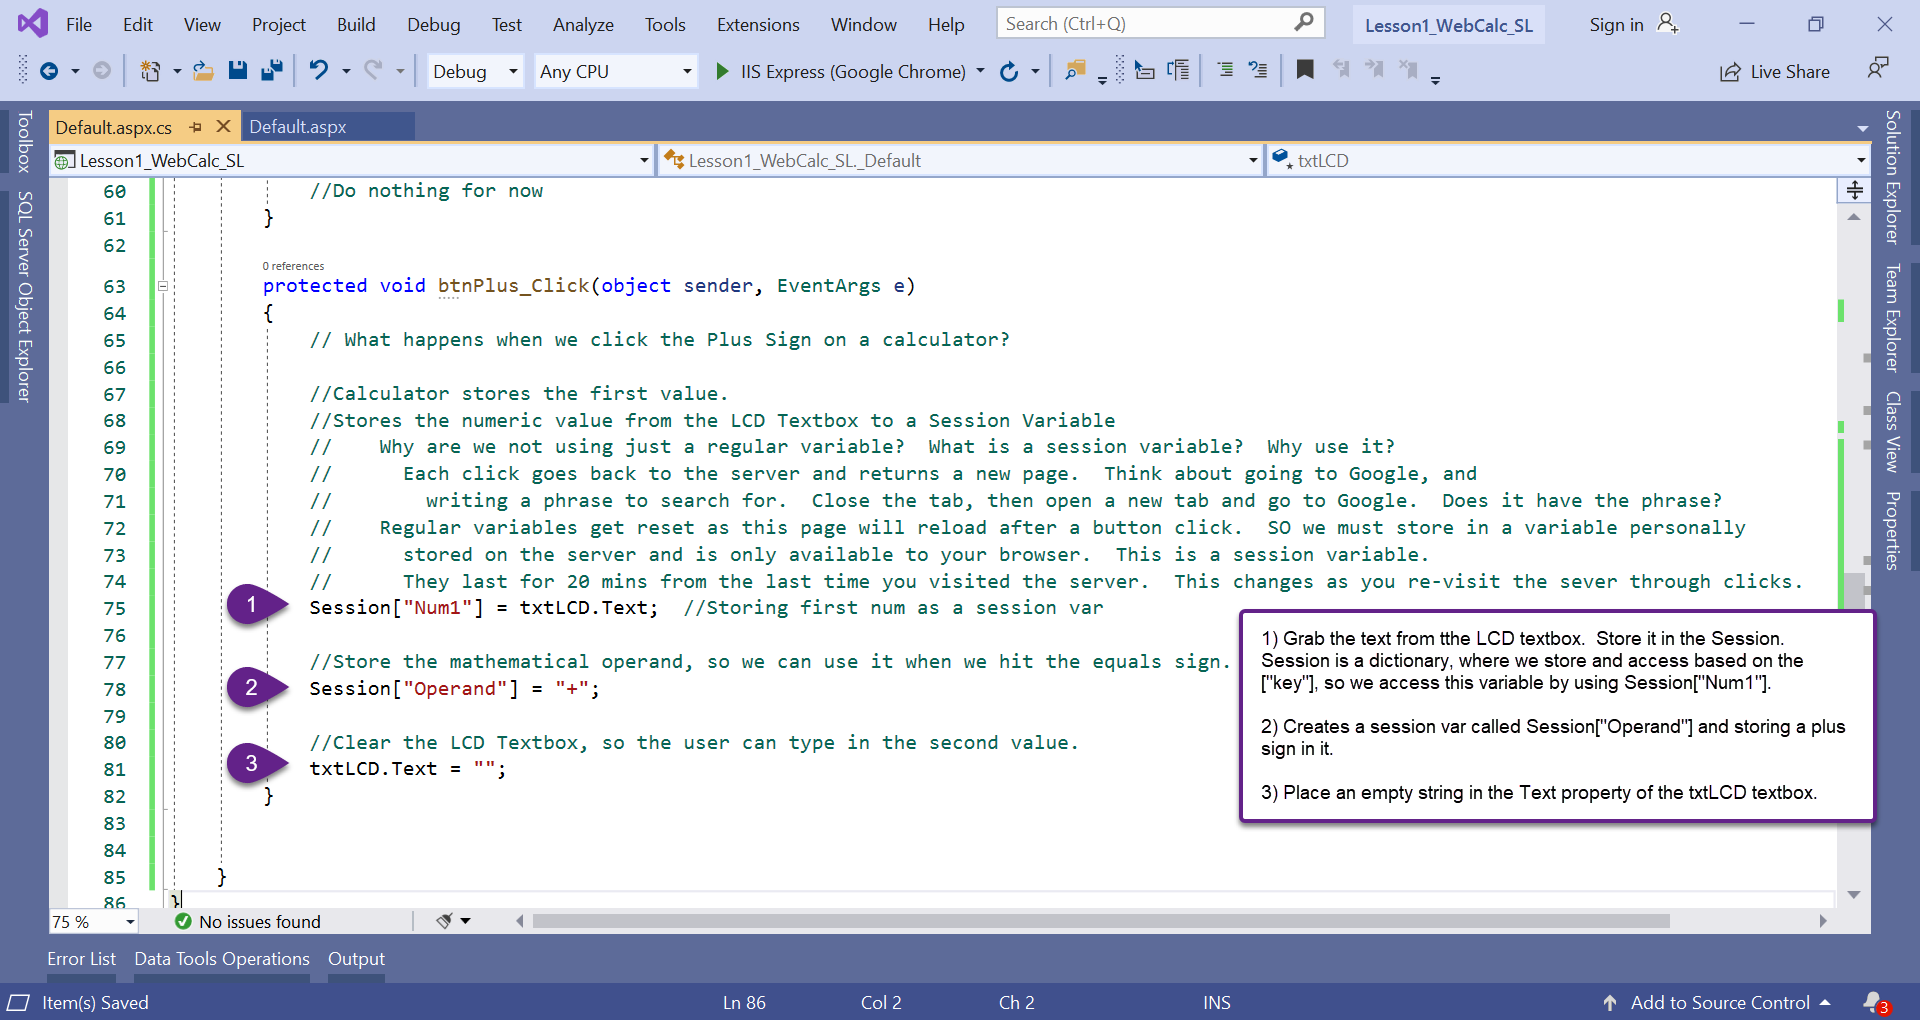 File Edit View Project Build Debug Test Analyze Tools Extensions Window Help Search (Ctrl+Q) Lesson1_WebCalc_SL Sign in
Debug Any CPU IIS Express (Google Chrome) Live Share
Default.aspx.cs Default.aspx
Lesson1_WebCalc_SL Lesson1_WebCalc_SL._Default txtLCD
Toolbox
SQL Server Object Explorer
Solution Explorer
Team Explorer
Class View
Properties
60 //Do nothing for now
61 }
62
0 references
63 protected void btnPlus_Click(object sender, EventArgs e)
64 {
65 // What happens when we click the Plus Sign on a calculator?
66
67 //Calculator stores the first value.
68 //Stores the numeric value from the LCD Textbox to a Session Variable
69 // Why are we not using just a regular variable? What is a session variable? Why use it?
70 // Each click goes back to the server and returns a new page. Think about going to Google, and
71 // writing a phrase to search for. Close the tab, then open a new tab and go to Google. Does it have the phrase?
72 // Regular variables get reset as this page will reload after a button click. SO we must store in a variable personally
73 // stored on the server and is only available to your browser. This is a session variable.
74 // They last for 20 mins from the last time you visited the server. This changes as you re-visit the sever through clicks.
1 75 Session["Num1"] = txtLCD.Text; //Storing first num as a session var
76
77 //Store the mathematical operand, so we can use it when we hit the equals sign.
2 78 Session["Operand"] = "+";
79
80 //Clear the LCD Textbox, so the user can type in the second value.
3 81 txtLCD.Text = "";
82 }
83
84
85 }
86 }
1) Grab the text from tthe LCD textbox. Store it in the Session.
Session is a dictionary, where we store and access based on the
["key"], so we access this variable by using Session["Num1"].
2) Creates a session var called Session["Operand"] and storing a plus
sign in it.
3) Place an empty string in the Text property of the txtLCD textbox.
75 % No issues found
Error List Data Tools Operations Output
Item(s) Saved Ln 86 Col 2 Ch 2 INS Add to Source Control 3